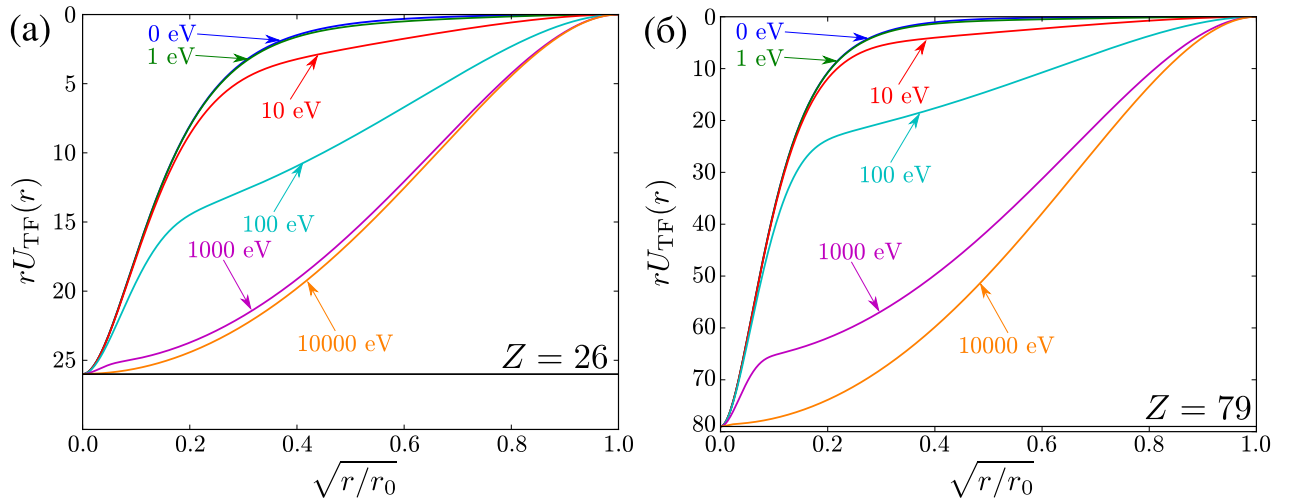 (а)
0 eV
1 eV
10 eV
100 eV
1000 eV
10000 eV
Z = 26
0
5
10
15
20
25
rU_TF(r)
0.0 0.2 0.4 0.6 0.8 1.0
√r/r₀
(б)
0 eV
1 eV
10 eV
100 eV
1000 eV
10000 eV
Z = 79
0
10
20
30
40
50
60
70
80
rU_TF(r)
0.0 0.2 0.4 0.6 0.8 1.0
√r/r₀